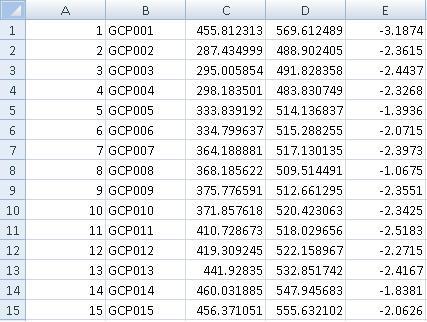 A B C D E
1 1 GCP001 455.812313 569.612489 -3.1874
2 2 GCP002 287.434999 488.902405 -2.3615
3 3 GCP003 295.005854 491.828358 -2.4437
4 4 GCP004 298.183501 483.830749 -2.3268
5 5 GCP005 333.839192 514.136837 -1.3936
6 6 GCP006 334.799637 515.288255 -2.0715
7 7 GCP007 364.188881 517.130135 -2.3973
8 8 GCP008 368.185622 509.514491 -1.0675
9 9 GCP009 375.776591 512.661295 -2.3551
10 10 GCP010 371.857618 520.423063 -2.3425
11 11 GCP011 410.728673 518.029656 -2.5183
12 12 GCP012 419.309245 522.158967 -2.2715
13 13 GCP013 441.92835 532.851742 -2.4167
14 14 GCP014 460.031885 547.945683 -1.8381
15 15 GCP015 456.371051 555.632102 -2.0626